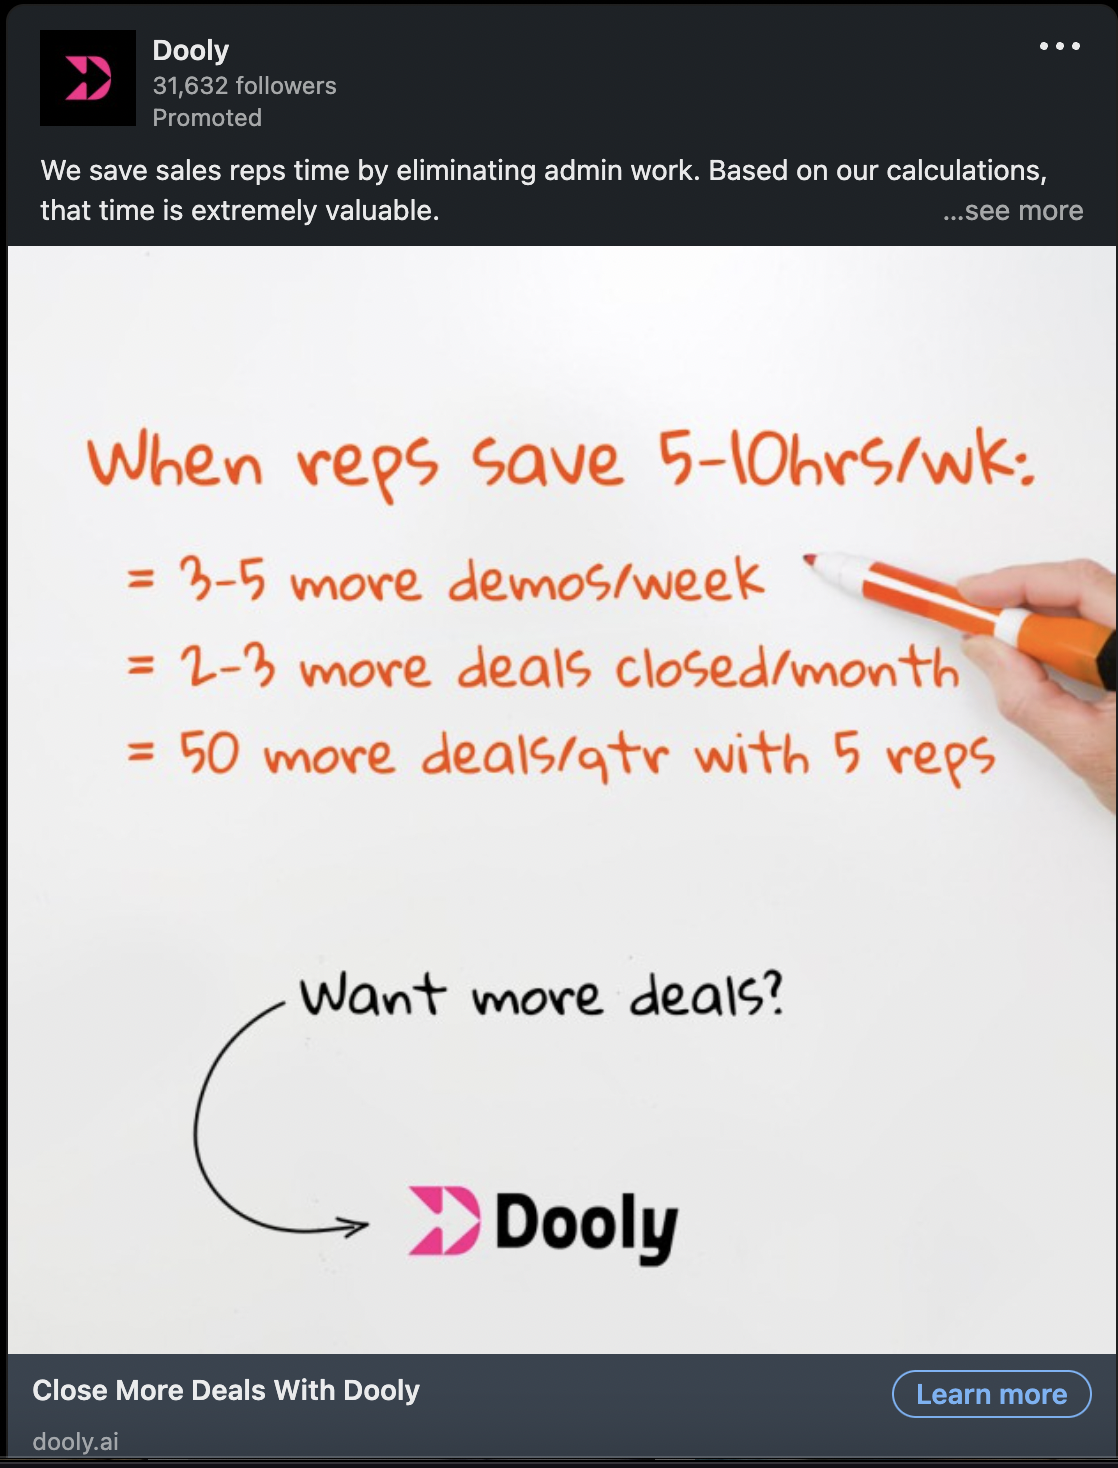 Dooly
31,632 followers
Promoted
We save sales reps time by eliminating admin work. Based on our calculations,
that time is extremely valuable.
...see more
When reps save 5-10hrs/wk:
= 3-5 more demos/week
= 2-3 more deals closed/month
= 50 more deals/qtr with 5 reps
Want more deals?
Dooly
Close More Deals With Dooly
Learn more
dooly.ai